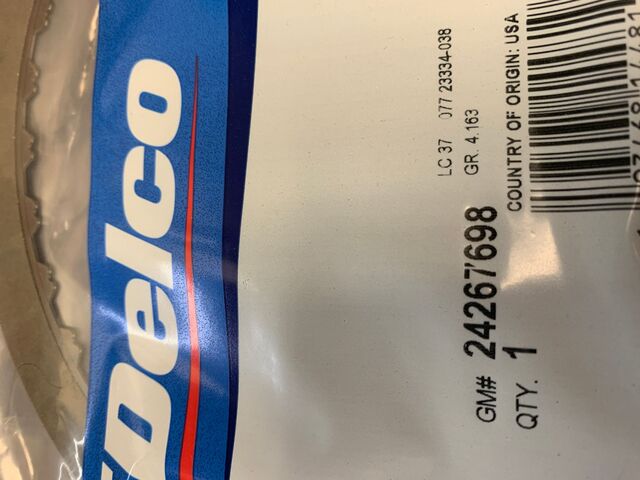 Delco
LC 37 077 23334-038
GR. 4.163
GM# 24267698
COUNTRY OF ORIGIN: USA
QTY. 1